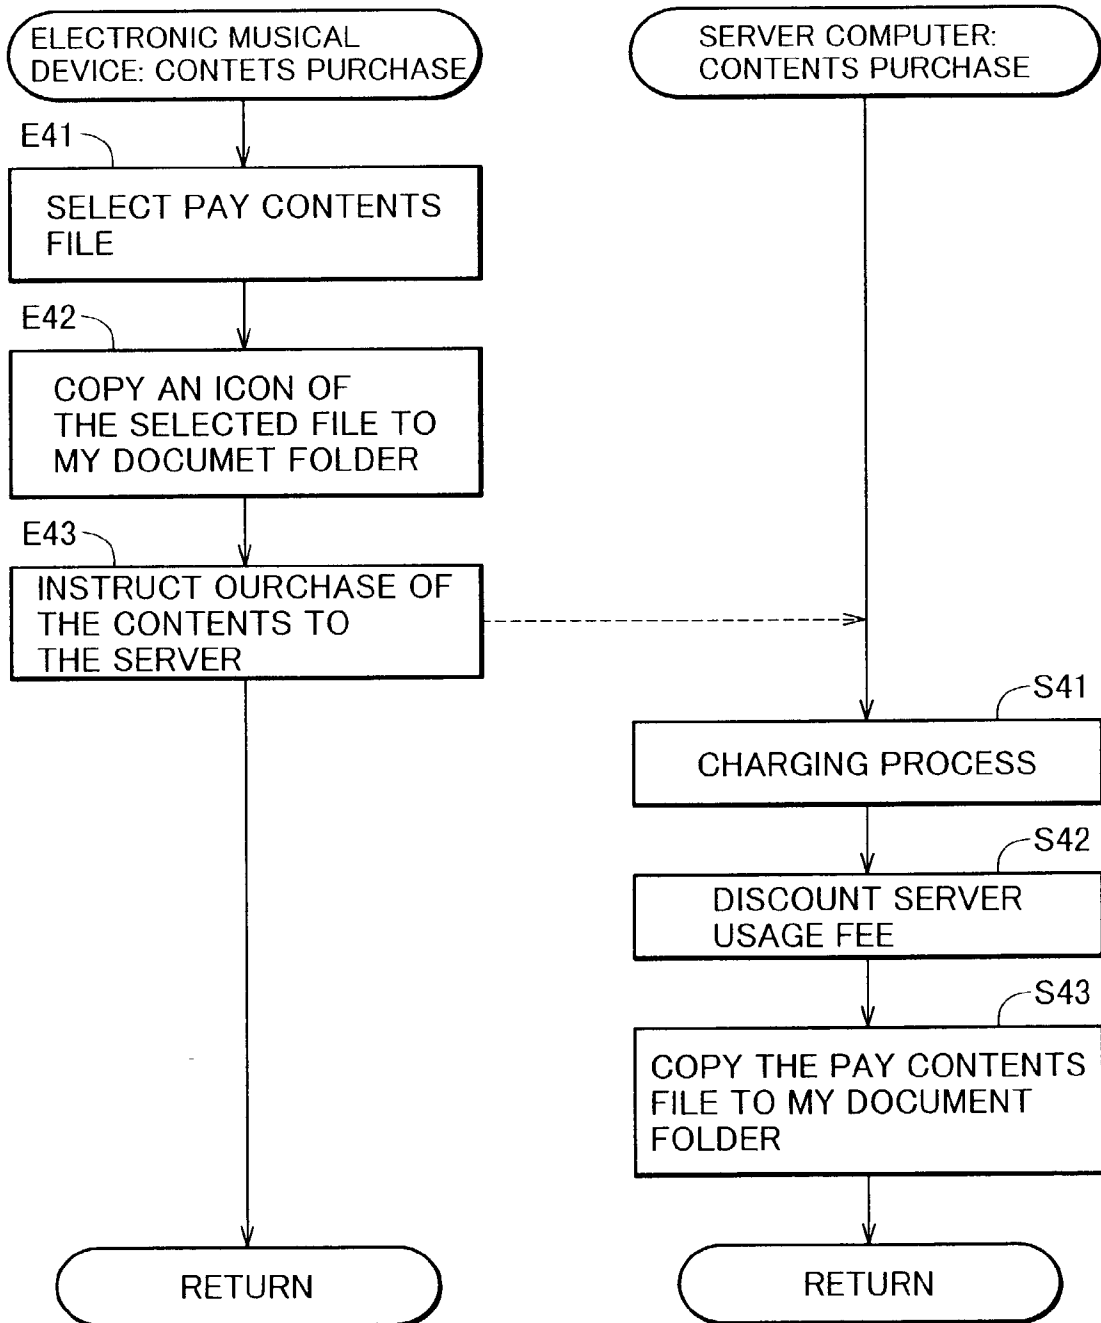 ELECTRONIC MUSICAL
DEVICE: CONTETS PURCHASE
E41
SELECT PAY CONTENTS
FILE
E42
COPY AN ICON OF
THE SELECTED FILE TO
MY DOCUMET FOLDER
E43
INSTRUCT OURCHASE OF
THE CONTENTS TO
THE SERVER
RETURN
SERVER COMPUTER:
CONTENTS PURCHASE
S41
CHARGING PROCESS
S42
DISCOUNT SERVER
USAGE FEE
S43
COPY THE PAY CONTENTS
FILE TO MY DOCUMENT
FOLDER
RETURN